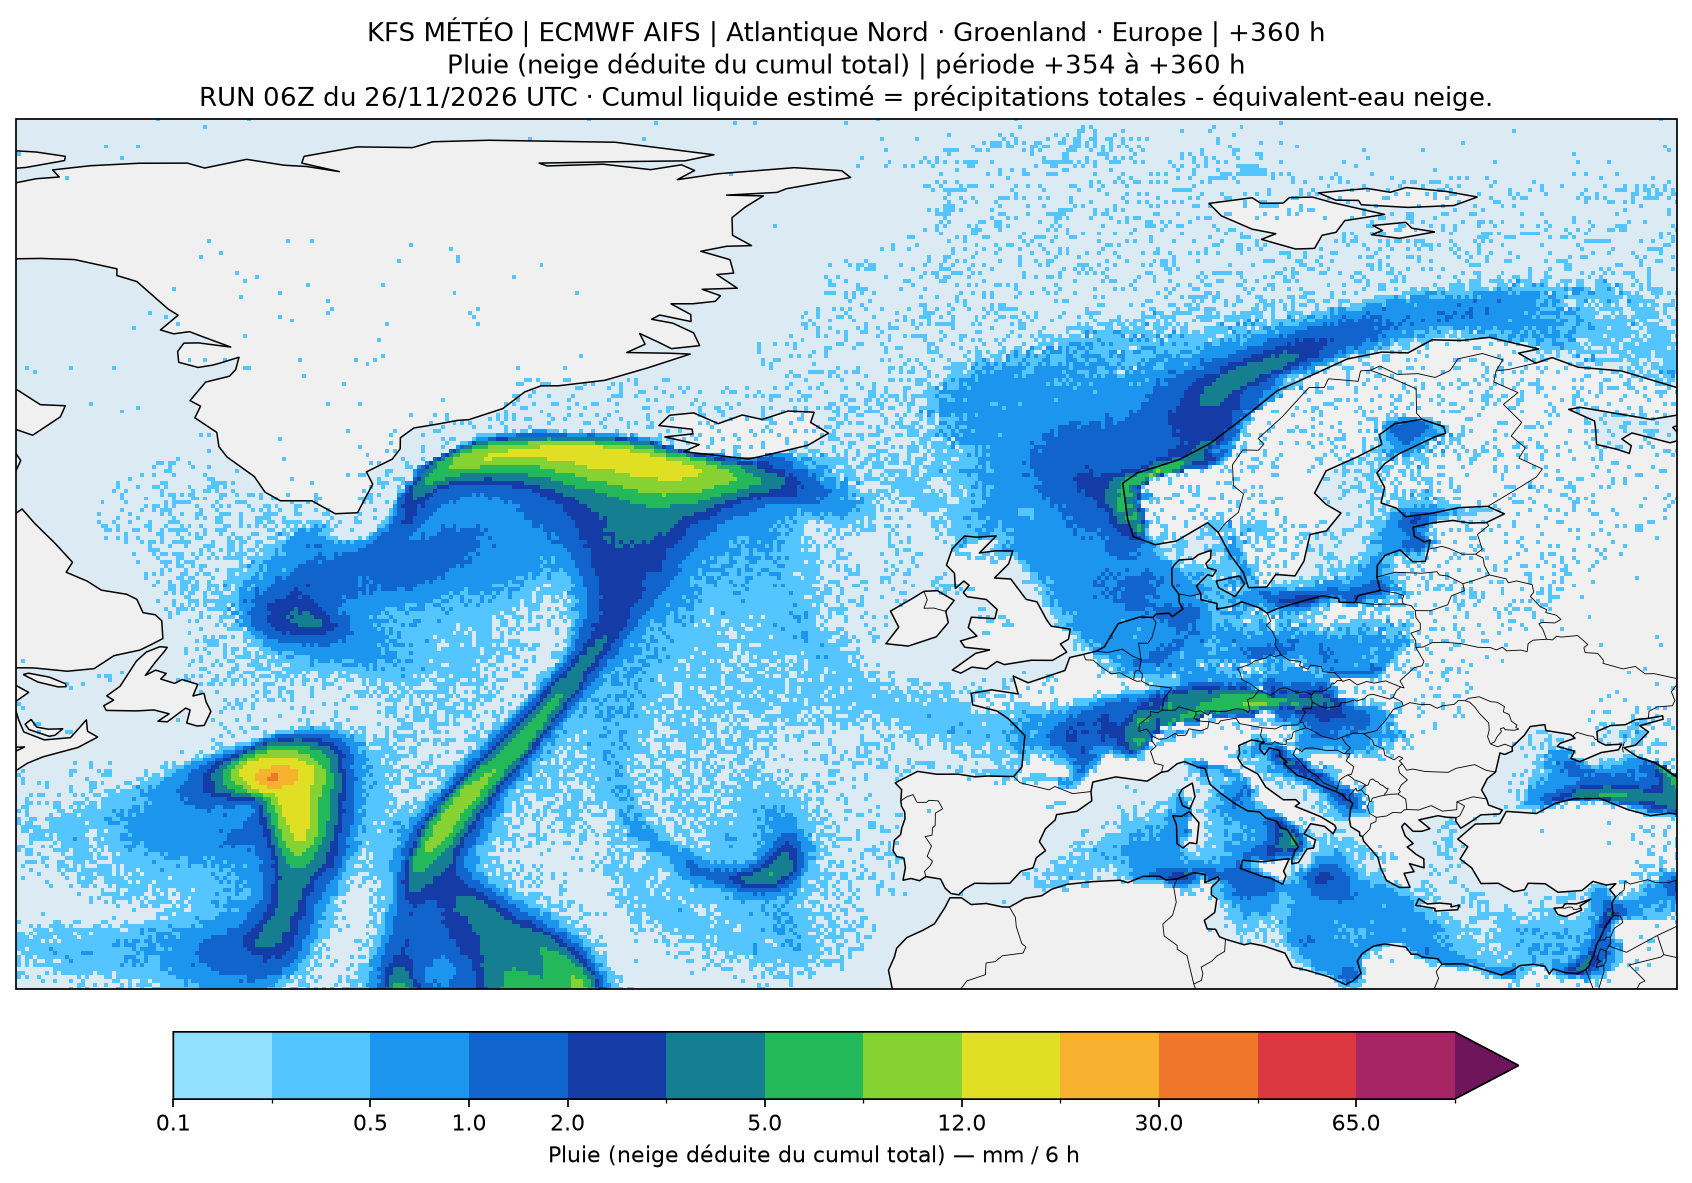 KFS MÉTÉO | ECMWF AIFS | Atlantique Nord · Groenland · Europe | +360 h
Pluie (neige déduite du cumul total) | période +354 à +360 h
RUN 06Z du 26/11/2026 UTC · Cumul liquide estimé = précipitations totales - équivalent-eau neige.
0.1 0.5 1.0 2.0 5.0 12.0 30.0 65.0
Pluie (neige déduite du cumul total) — mm / 6 h